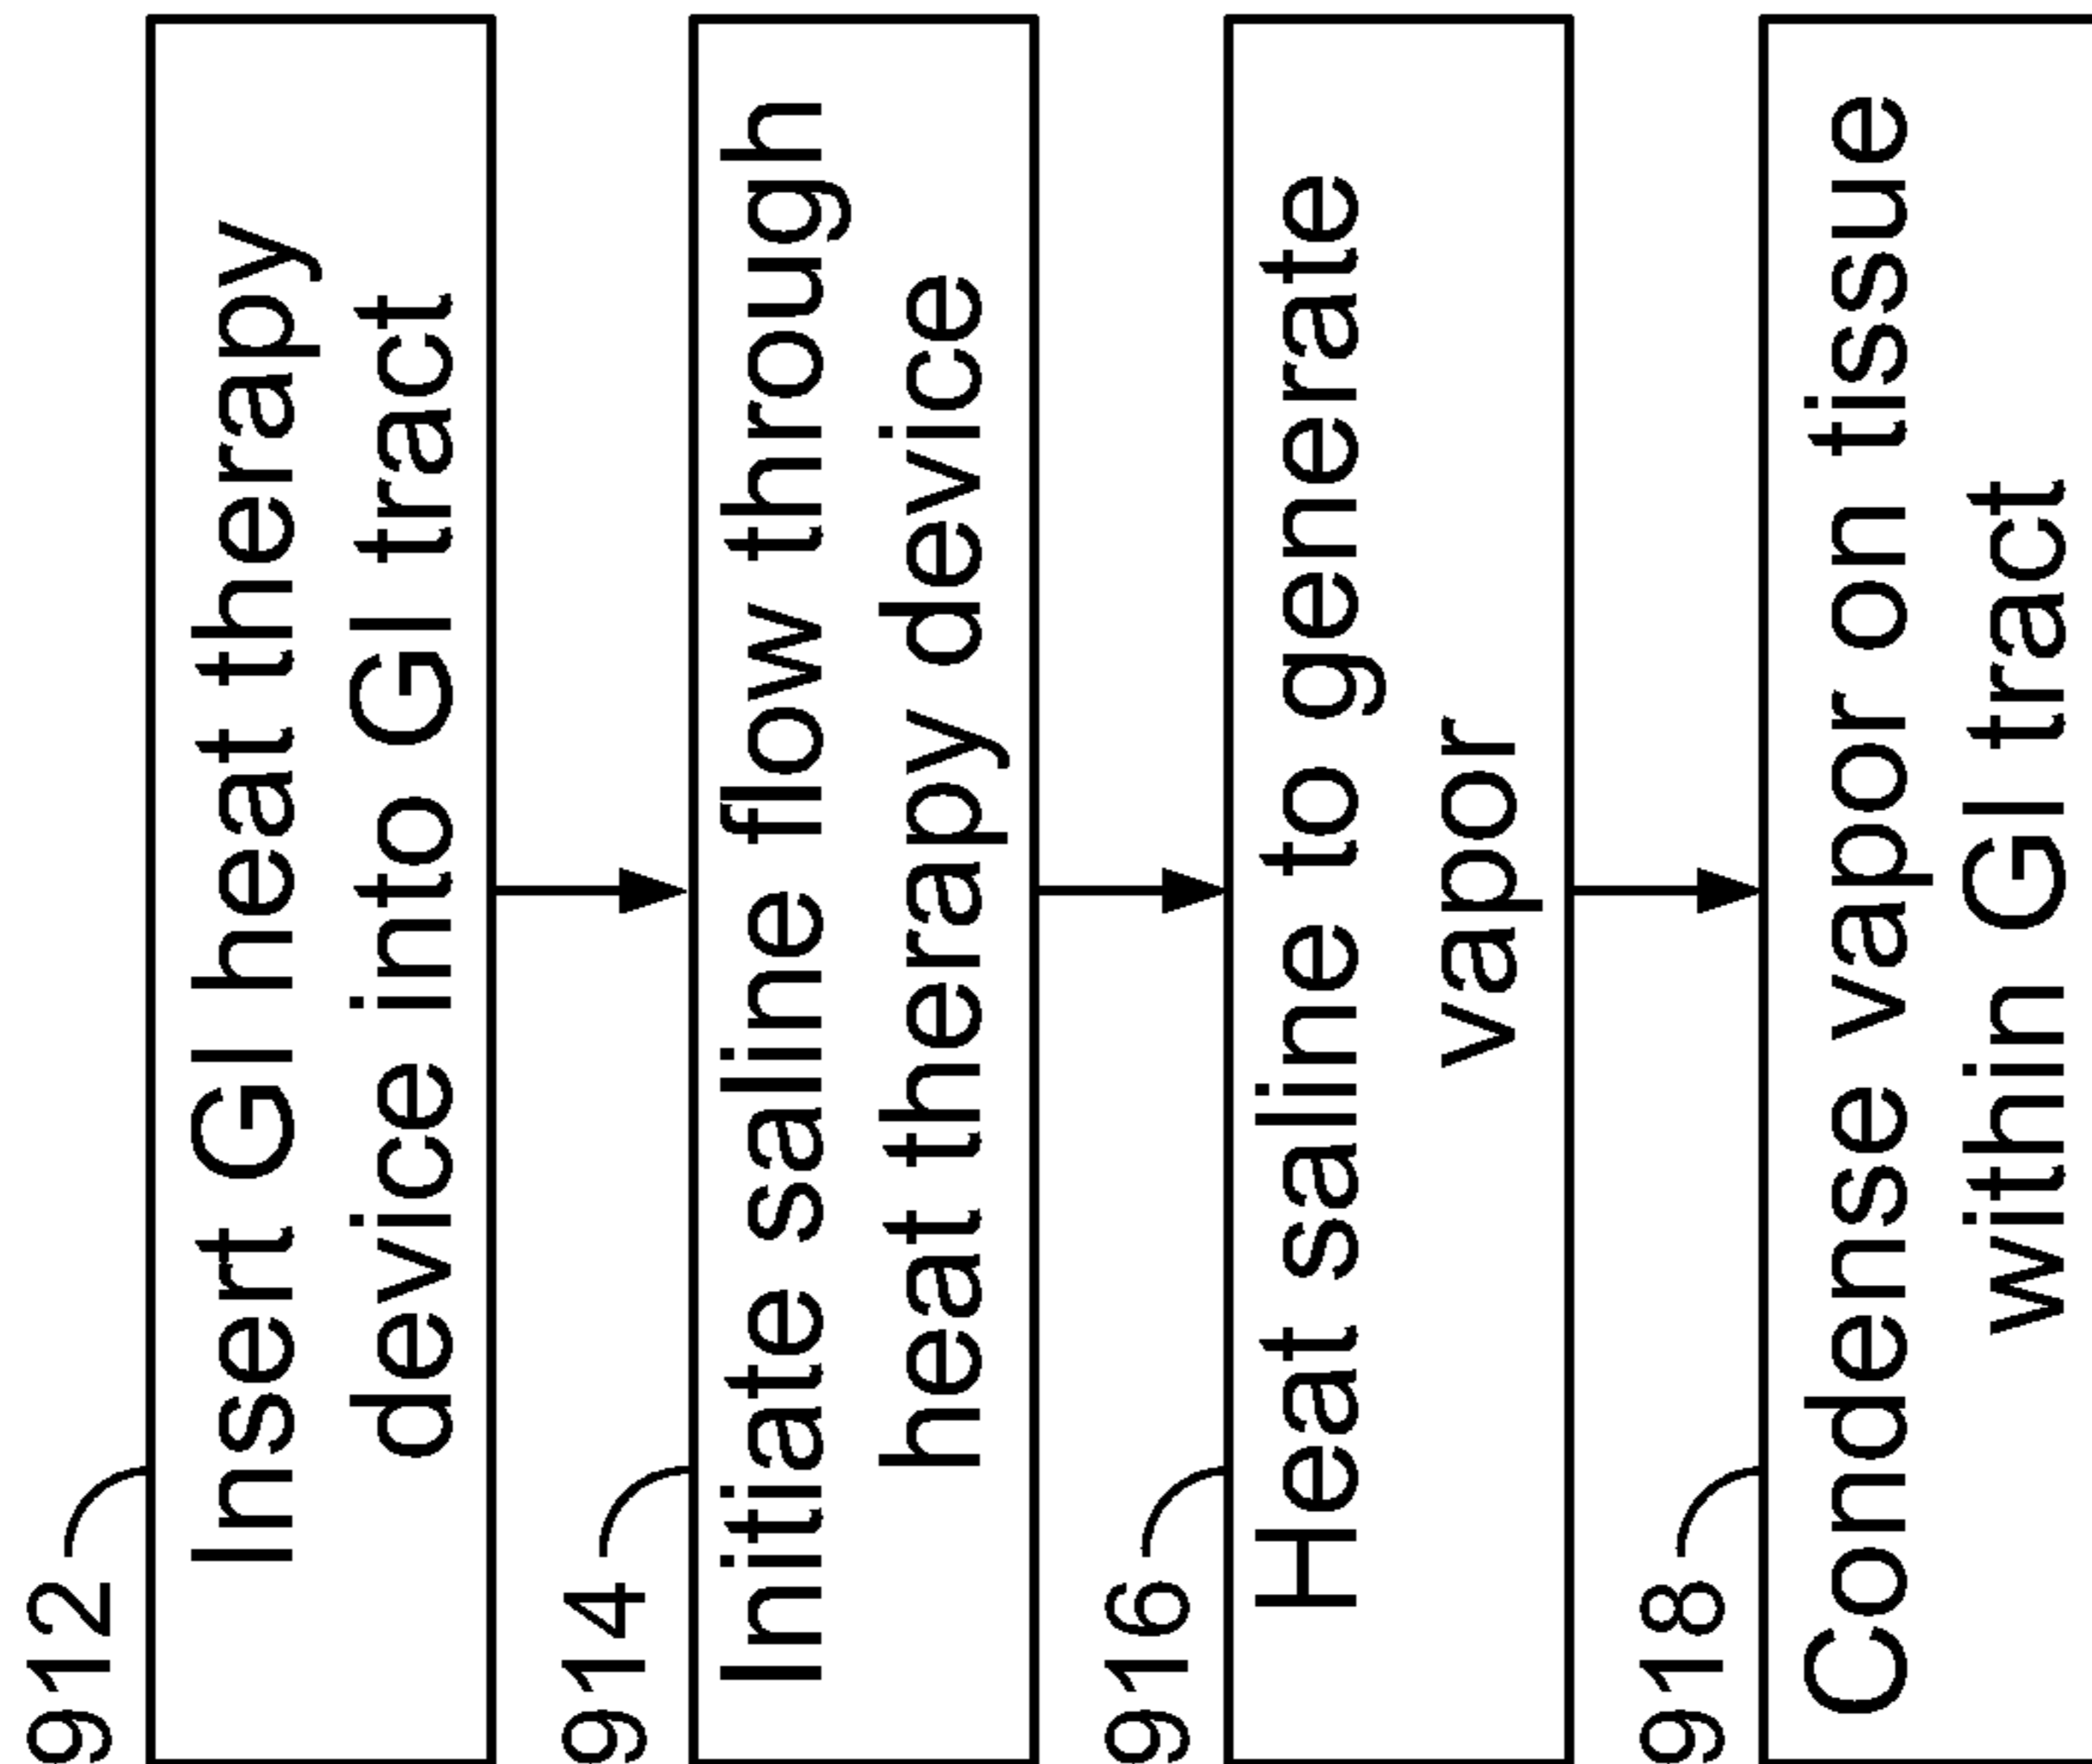 912
Insert GI heat therapy
device into GI tract
914
Initiate saline flow through
heat therapy device
916
Heat saline to generate
vapor
918
Condense vapor on tissue
within GI tract